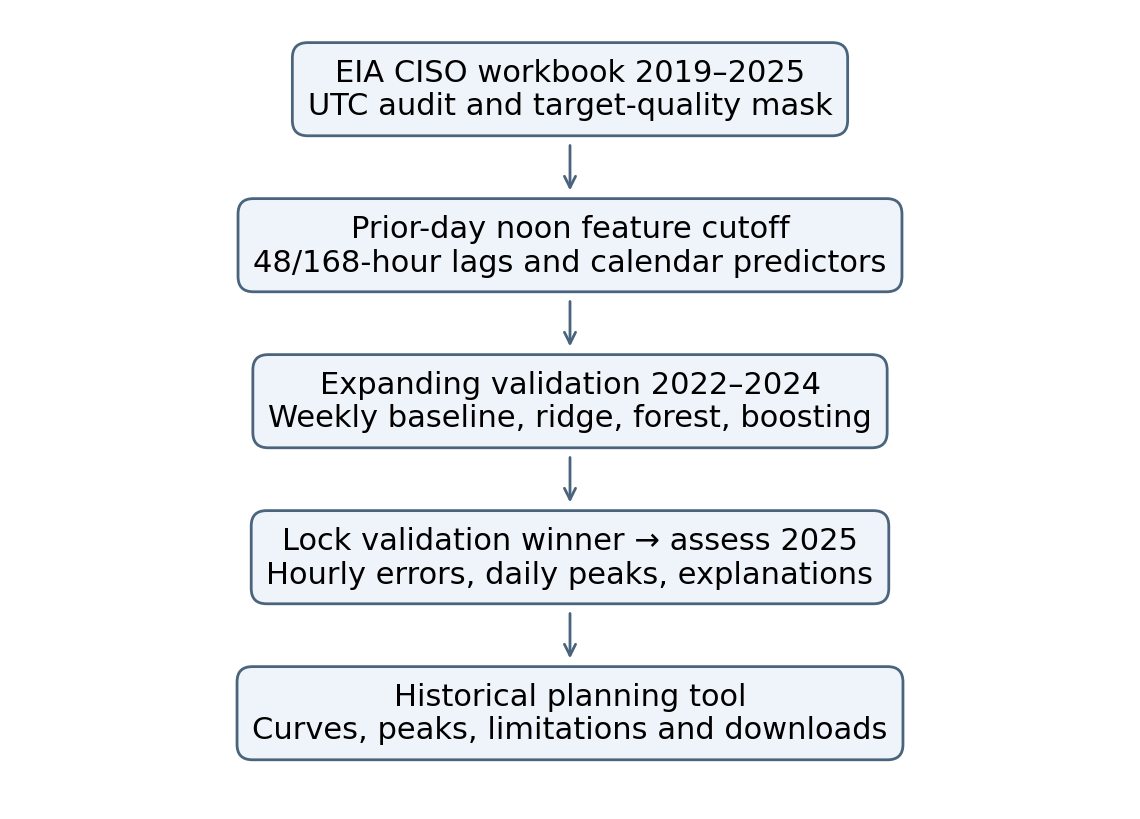 EIA CISO workbook 2019–2025
UTC audit and target-quality mask
Prior-day noon feature cutoff
48/168-hour lags and calendar predictors
Expanding validation 2022–2024
Weekly baseline, ridge, forest, boosting
Lock validation winner → assess 2025
Hourly errors, daily peaks, explanations
Historical planning tool
Curves, peaks, limitations and downloads